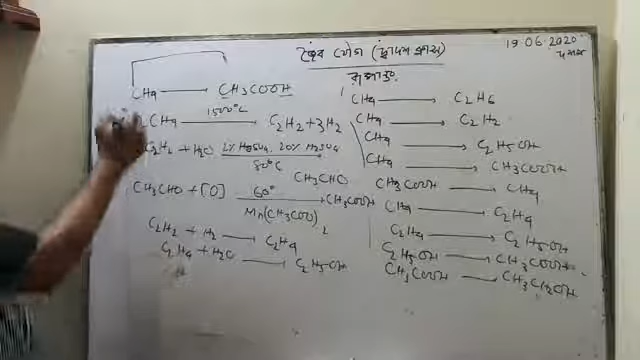 জৈব যৌগ (দ্বাদশ শ্রেণি)
19.06.2020
CH4 → CH3COOH
2CH4 1500°C → C2H2 + 3H2
C2H2 + H2O 2% HgSO4 20% H2SO4 80°C →
CH3CHO
CH3CHO + [O] 60° Mn(CH3COO) → CH3COOH
C2H2 + H2 → C2H4
C2H4 + H2O → C2H5OH
CH4 → C2H6
CH4 → C2H2
CH4 → C2H5OH
CH4 → CH3COOH
CH3COOH → CH4
CH4 → C2H4
C2H4 → C2H5OH
C2H5OH → CH3COOH
CH3COOH → CH3CH2OH